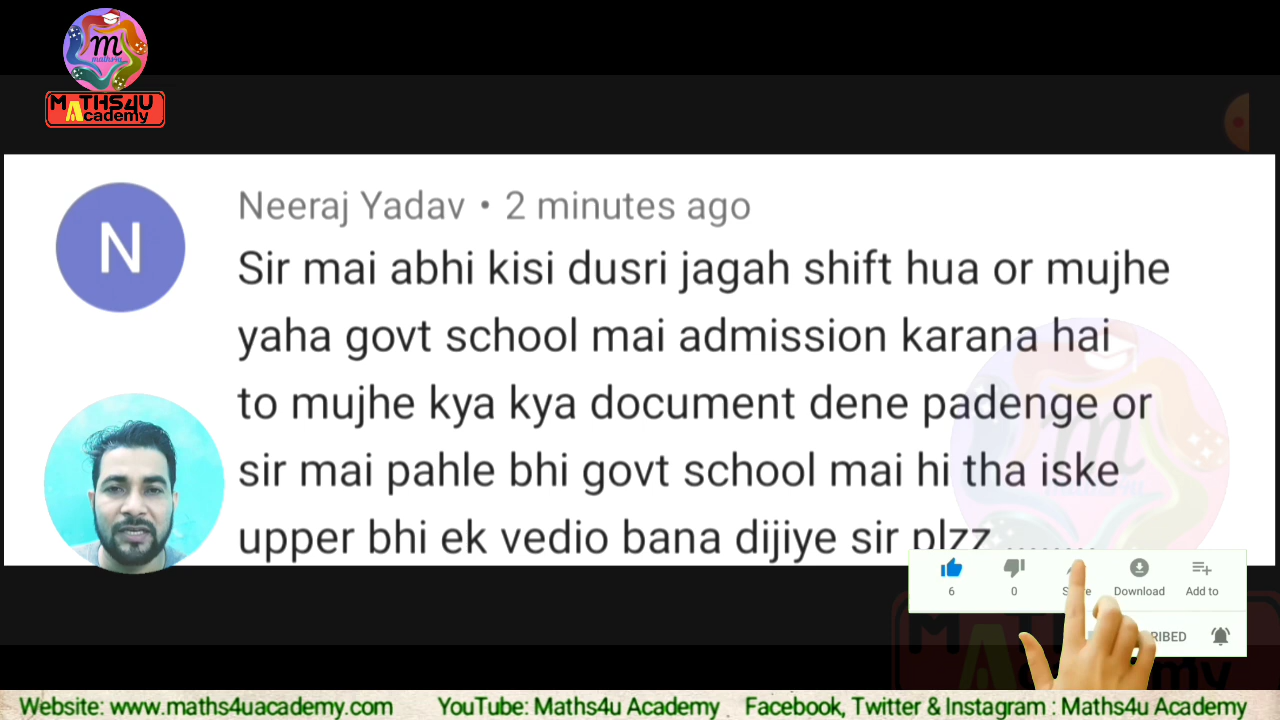 m
maths4u
MATHS4U
Academy
N
Neeraj Yadav • 2 minutes ago
Sir mai abhi kisi dusri jagah shift hua or mujhe
yaha govt school mai admission karana hai
to mujhe kya kya document dene padenge or
sir mai pahle bhi govt school mai hi tha iske
upper bhi ek vedio bana dijiye sir plzz
6
0
Download
Add to
Website: www.maths4uacademy.com YouTube: Maths4u Academy Facebook, Twitter & Instagram : Maths4u Academy